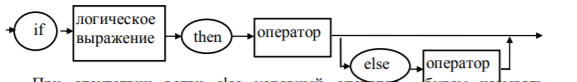 if
логическое
выражение
then
оператор
else
оператор